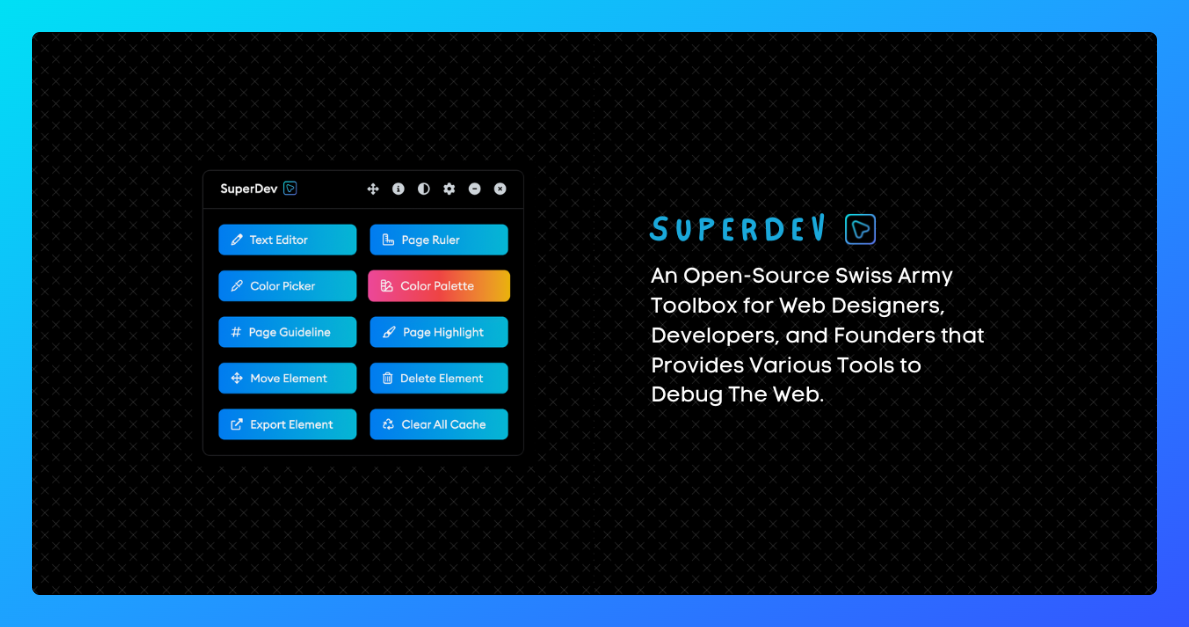 SuperDev
Text Editor
Page Ruler
Color Picker
Color Palette
Page Guideline
Page Highlight
Move Element
Delete Element
Export Element
Clear All Cache
SUPERDEV
An Open-Source Swiss Army
Toolbox for Web Designers,
Developers, and Founders that
Provides Various Tools to
Debug The Web.